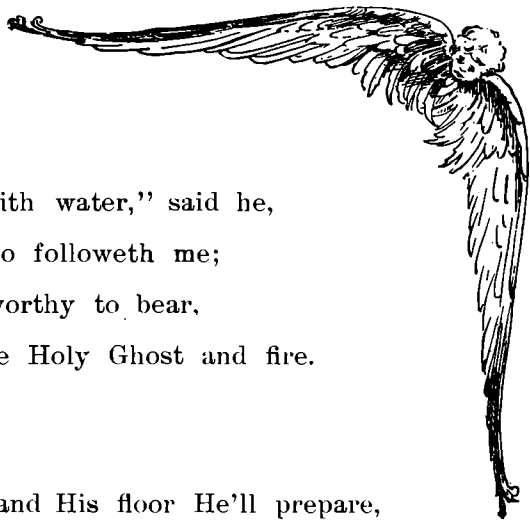 ith water,” said he,
o followeth me;
vorthy to bear,
e Holy Ghost and fire.
and His floor He’ll prepare,